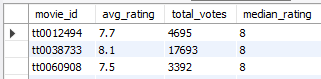 movie_id avg_rating total_votes median_rating
tt0012494 7.7 4695 8
tt0038733 8.1 17693 8
tt0060908 7.5 3392 8